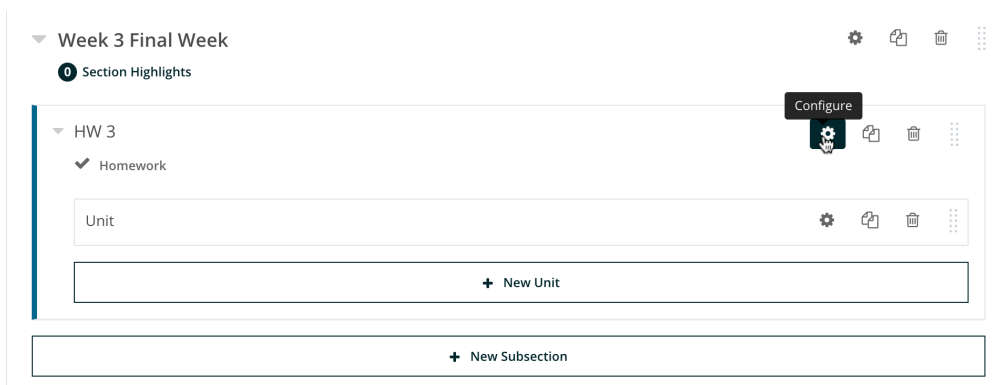 Week 3 Final Week
0 Section Highlights
Configure
HW 3
Homework
Unit
+ New Unit
+ New Subsection